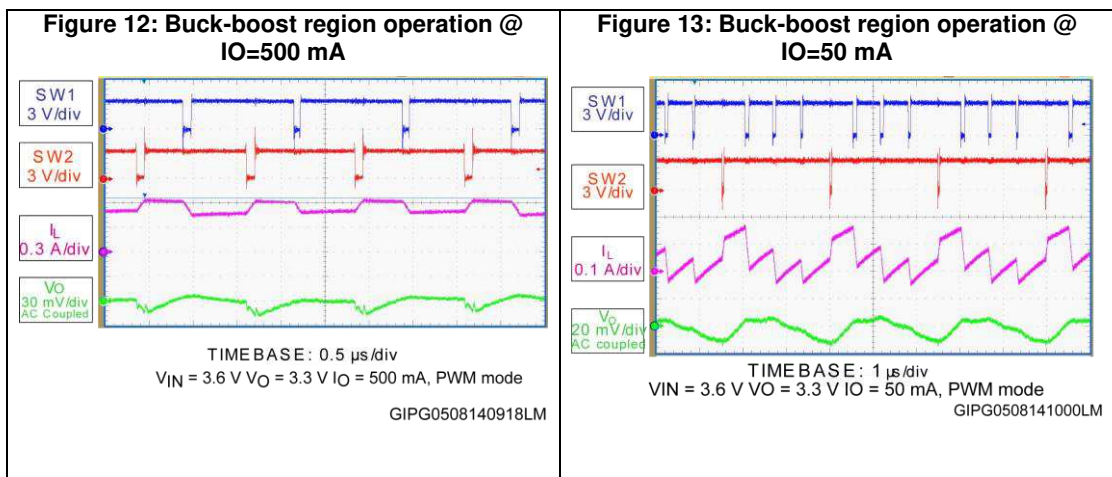 Figure 12: Buck-boost region operation @
IO=500 mA
SW1
3 V/div
SW2
3 V/div
IL
0.3 A/div
VO
30 mV/div
AC Coupled
TIMEBASE: 0.5 µs/div
VIN = 3.6 V VO = 3.3 V IO = 500 mA, PWM mode
GIPG0508140918LM
Figure 13: Buck-boost region operation @
IO=50 mA
SW1
3 V/div
SW2
3 V/div
IL
0.1 A/div
VO
20 mV/div
AC coupled
TIMEBASE: 1 µs/div
VIN = 3.6 V VO = 3.3 V IO = 50 mA, PWM mode
GIPG0508141000LM